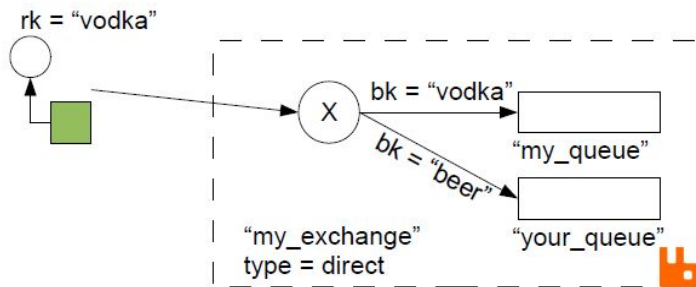 rk = “vodka”
X
bk = “vodka”
“my_queue”
bk = “beer”
“your_queue”
“my_exchange”
type = direct